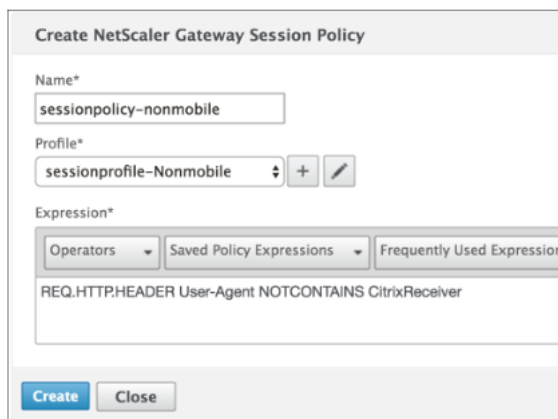 Create NetScaler Gateway Session Policy
Name*
sessionpolicy-nonmobile
Profile*
sessionprofile-Nonmobile +
Expression*
Operators Saved Policy Expressions Frequently Used Expression
REQ.HTTP.HEADER User-Agent NOTCONTAINS CitrixReceiver
Create Close